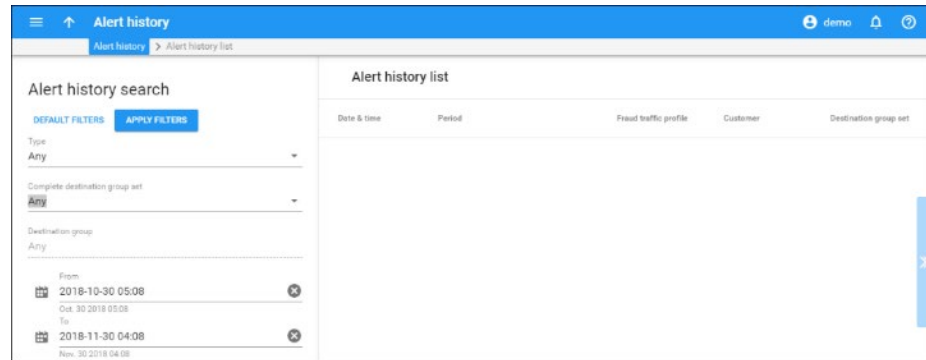 Alert history
demo
Alert history > Alert history list
Alert history search
DEFAULT FILTERS
APPLY FILTERS
Type
Any
Complete destination group set
Any
Destination group
Any
From
2018-10-30 05:08
Oct. 30 2018 05:08
To
2018-11-30 04:08
Nov. 30 2018 04:08
Alert history list
Date & time Period Fraud traffic profile Customer Destination group set